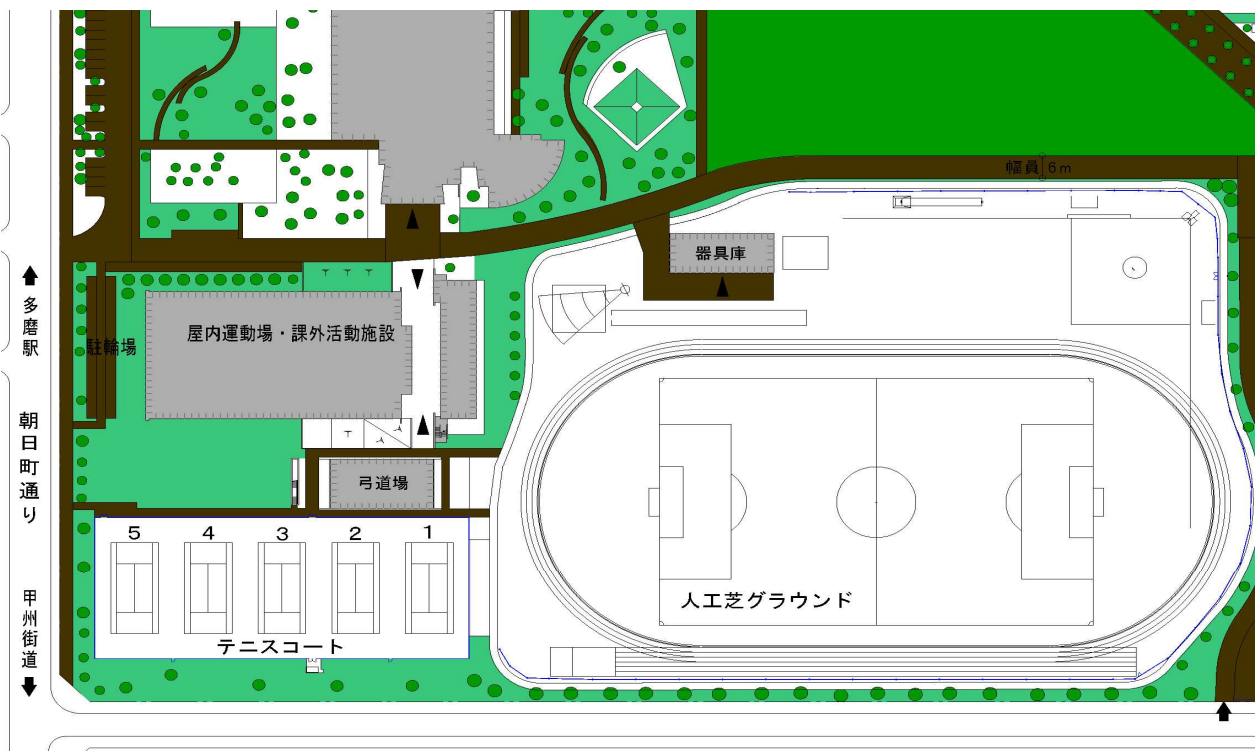 幅員 6m
器具庫
多磨駅
屋内運動場・課外活動施設
駐輪場
朝日町通り
弓道場
5 4 3 2 1
テニスコート
人工芝グラウンド
甲州街道